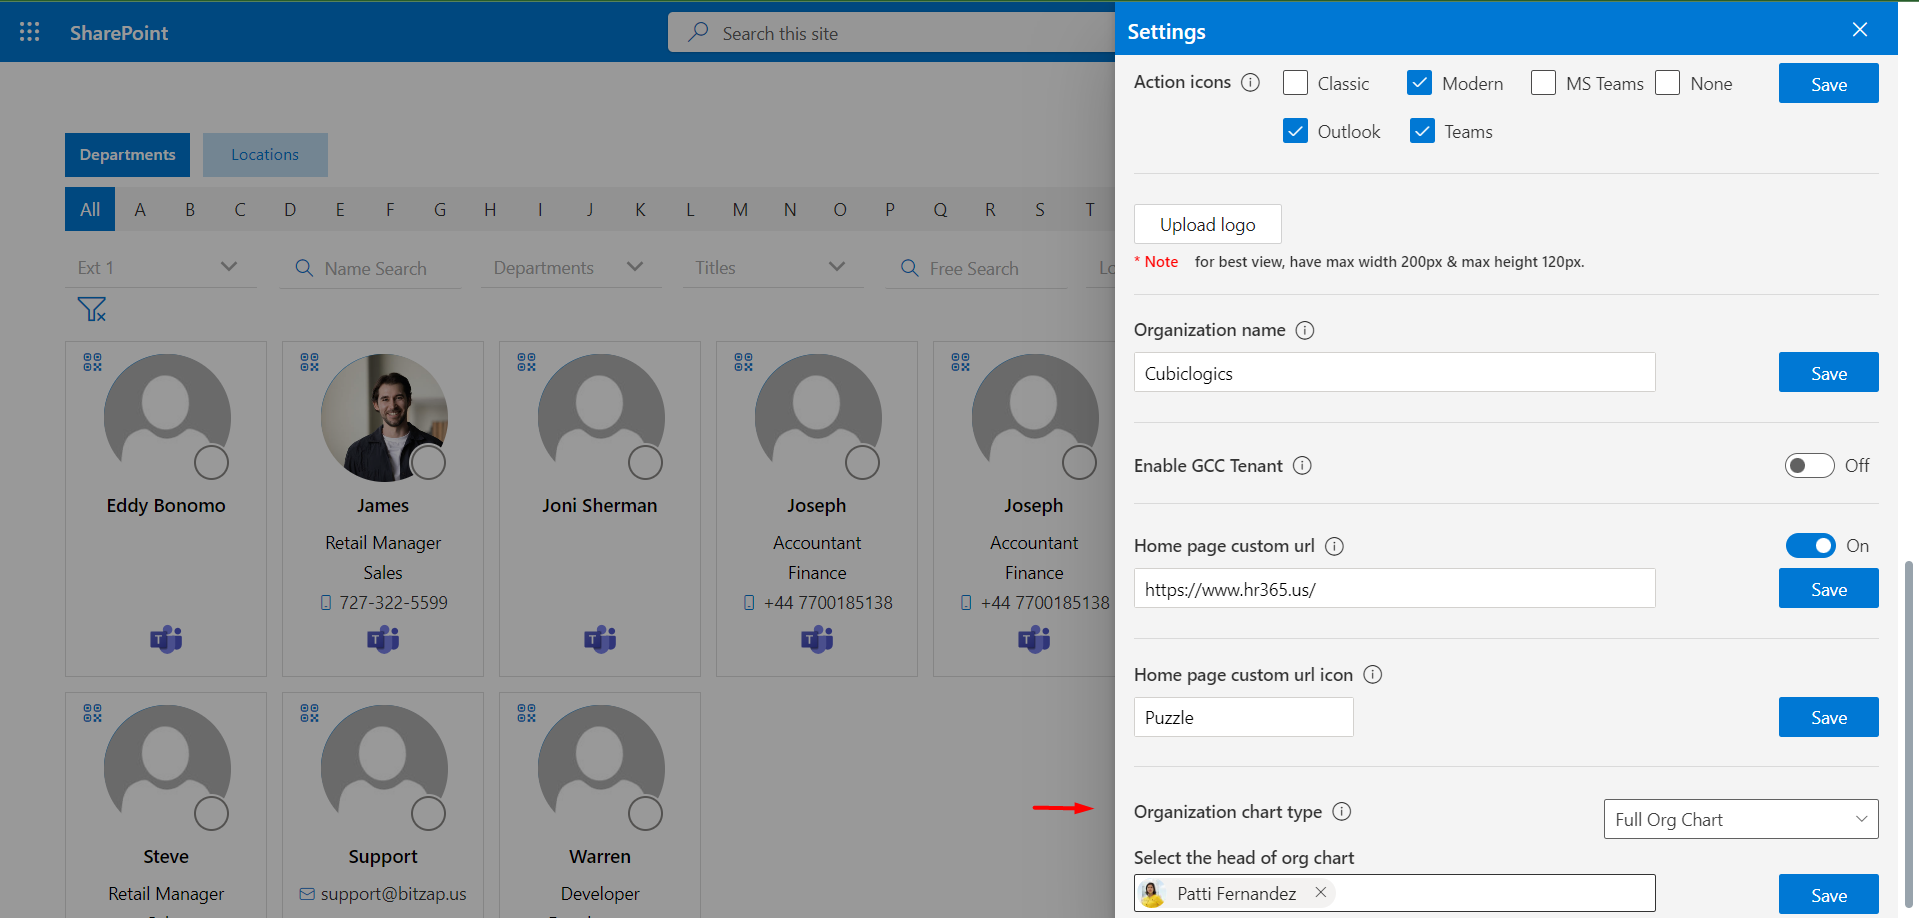 SharePoint
Search this site
Departments
Locations
All A B C D E F G H I J K L M N O P Q R S T
Ext 1
Name Search
Departments
Titles
Free Search
Lo
Eddy Bonomo
James
Retail Manager
Sales
727-322-5599
Joni Sherman
Joseph
Accountant
Finance
+44 7700185138
Joseph
Accountant
Finance
+44 7700185138
Steve
Retail Manager
Support
support@bitzap.us
Warren
Developer
Settings
Action icons
Classic
Modern
MS Teams
None
Save
Outlook
Teams
Upload logo
* Note for best view, have max width 200px & max height 120px.
Organization name
Cubiclogics
Save
Enable GCC Tenant
Off
Home page custom url
On
https://www.hr365.us/
Save
Home page custom url icon
Puzzle
Save
Organization chart type
Full Org Chart
Select the head of org chart
Patti Fernandez
Save